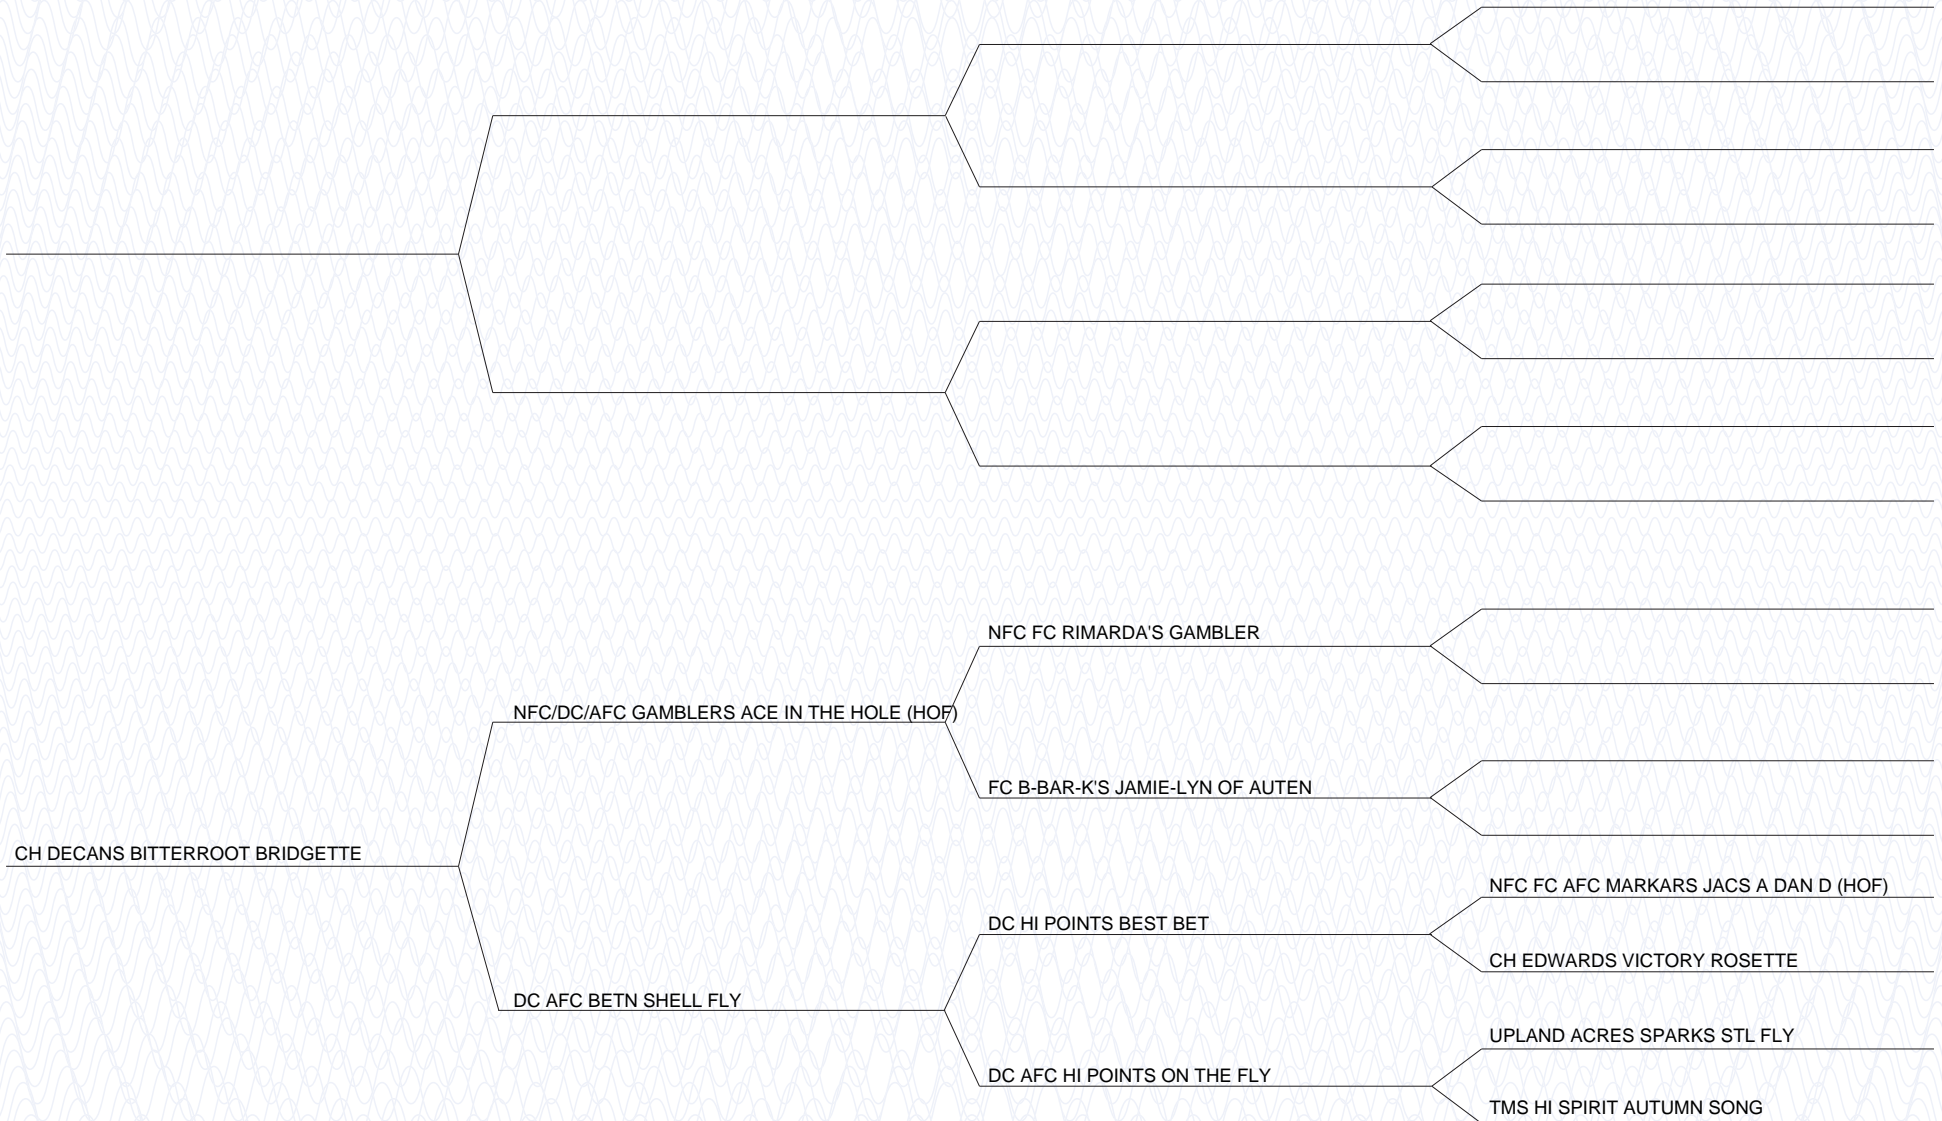 NFC FC RIMARDA'S GAMBLER
NFC/DC/AFC GAMBLERS ACE IN THE HOLE (HOF)
FC B-BAR-K'S JAMIE-LYN OF AUTEN
CH DECANS BITTERROOT BRIDGETTE
NFC FC AFC MARKARS JACS A DAN D (HOF)
DC HI POINTS BEST BET
CH EDWARDS VICTORY ROSETTE
DC AFC BETN SHELL FLY
UPLAND ACRES SPARKS STL FLY
DC AFC HI POINTS ON THE FLY
TMS HI SPIRIT AUTUMN SONG